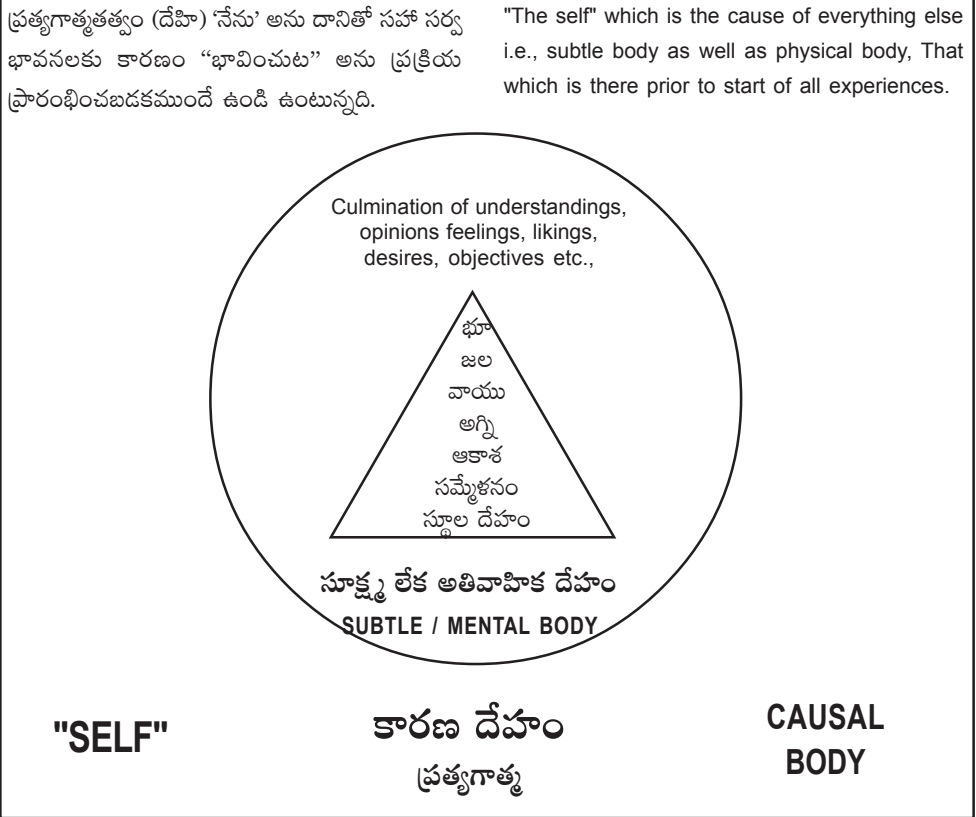 ప్రత్యగాత్మతత్వం (దేహి) ‘నేను’ అను దానితో సహా సర్వ
భావనలకు కారణం “భావించుట” అను ప్రక్రియ
ప్రారంభించబడకముందే ఉండి ఉంటున్నది.
"The self" which is the cause of everything else
i.e., subtle body as well as physical body, That
which is there prior to start of all experiences.
Culmination of understandings,
opinions feelings, likings,
desires, objectives etc.,
భూ
జల
వాయు
అగ్ని
ఆకాశ
సమ్మేళనం
స్థూల దేహం
సూక్ష్మ లేక అతివాహిక దేహం
SUBTLE / MENTAL BODY
"SELF"
కారణ దేహం
ప్రత్యగాత్మ
CAUSAL
BODY